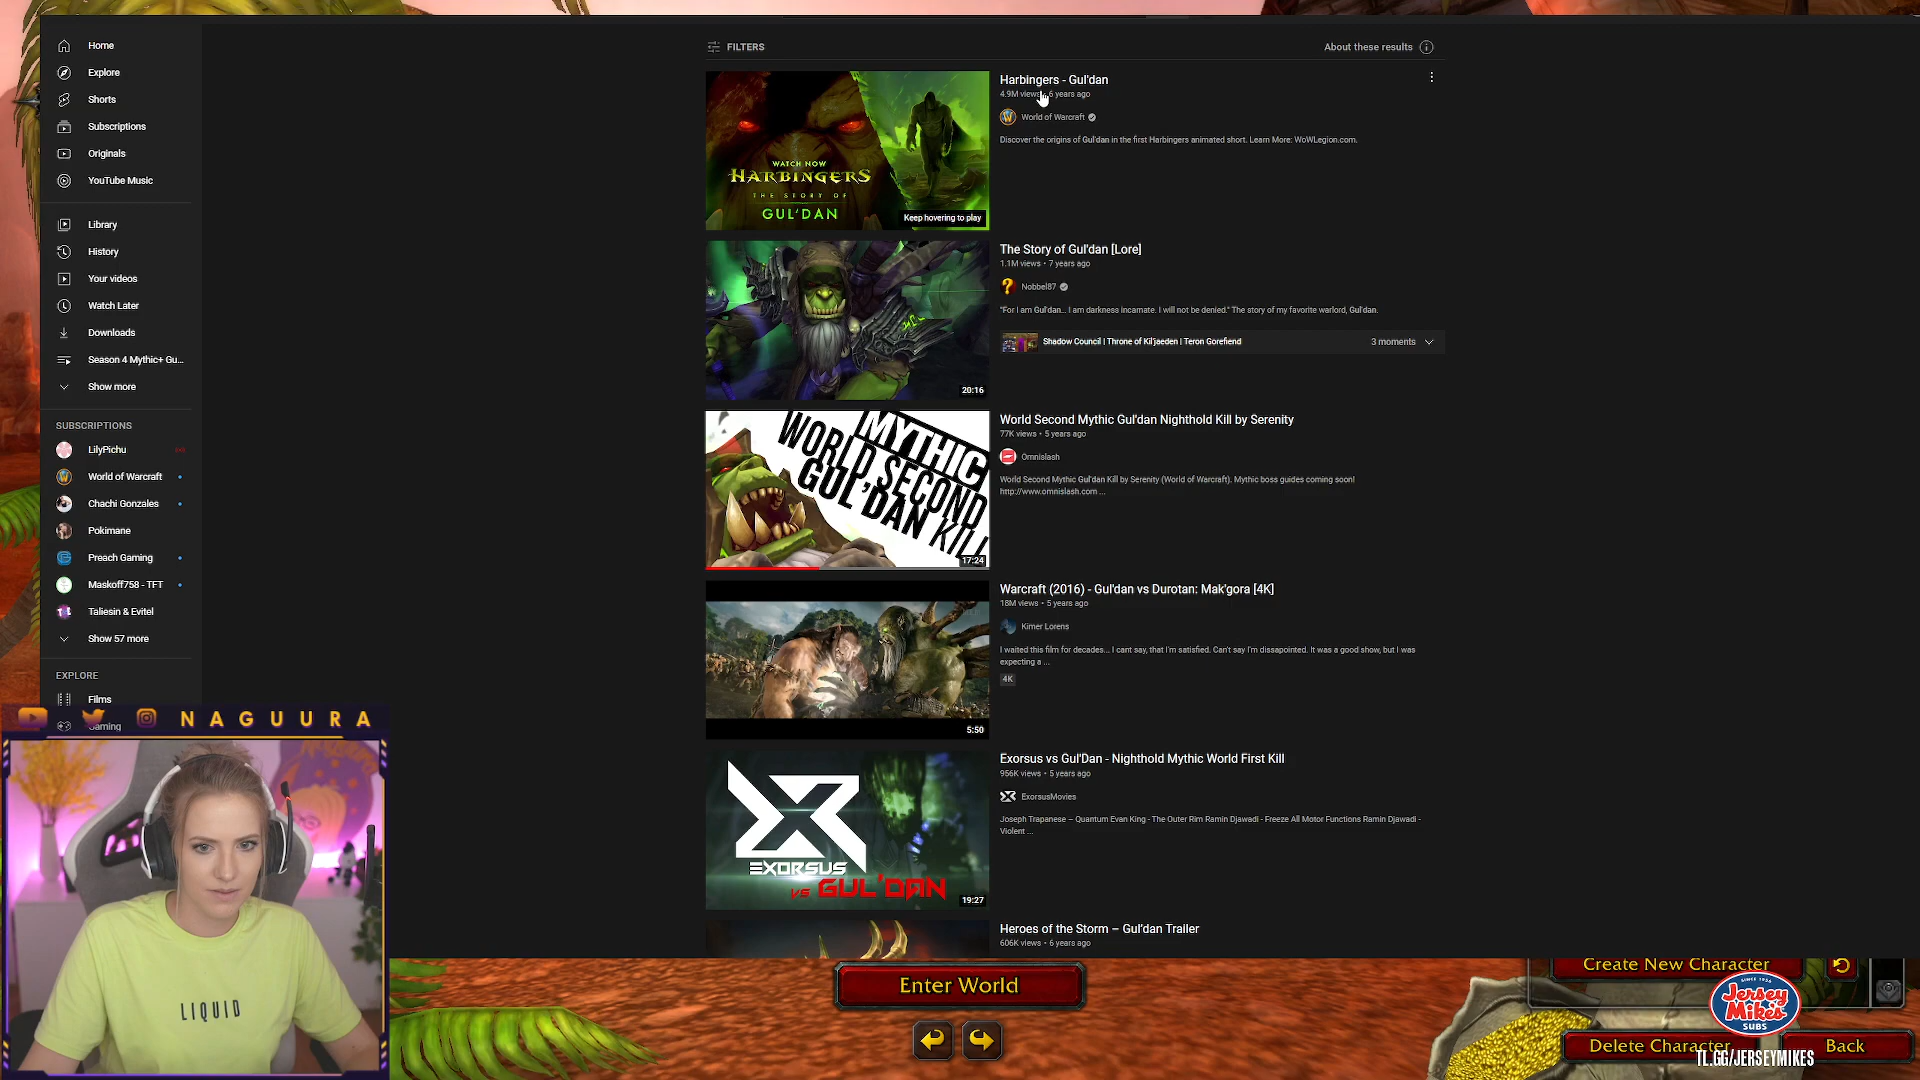 Home
Explore
Shorts
Subscriptions
Originals
YouTube Music
Library
History
Your videos
Watch Later
Downloads
Season 4 Mythic+ Gu...
Show more
SUBSCRIPTIONS
LilyPichu
World of Warcraft
Chachi Gonzales
Pokimane
Preach Gaming
Maskoff758 - TFT
Taliesin & Evitel
Show 57 more
EXPLORE
Films
Gaming
NAGUURA
LIQUID
FILTERS
About these results
WATCH NOW
HARBINGERS
THE STORY OF
GUL'DAN
Keep hovering to play
Harbingers - Gul'dan
4.9M views • 6 years ago
World of Warcraft
Discover the origins of Gul'dan in the first Harbingers animated short. Learn More: WoWLegion.com.
20:16
The Story of Gul'dan [Lore]
1.1M views • 7 years ago
Nobbel87
"For I am Gul'dan... I am darkness incarnate. I will not be denied." The story of my favorite warlord, Gul'dan.
Shadow Council | Throne of Kil'jaeden | Teron Gorefiend
3 moments
MYTHIC
WORLD SECOND
GUL'DAN KILL
17:24
World Second Mythic Gul'dan Nighthold Kill by Serenity
77K views • 5 years ago
Omnislash
World Second Mythic Gul'dan Kill by Serenity (World of Warcraft). Mythic boss guides coming soon!
http://www.omnislash.com ...
5:50
Warcraft (2016) - Gul'dan vs Durotan: Mak'gora [4K]
18M views • 5 years ago
Kimer Lorens
I waited this film for decades... I cant say, that I'm satisfied. Can't say I'm dissapointed. It was a good show, but I was
expecting a ...
4K
EXORSUS
VS GUL'DAN
19:27
Exorsus vs Gul'Dan - Nighthold Mythic World First Kill
956K views • 5 years ago
ExorsusMovies
Joseph Trapanese – Quantum Evan King - The Outer Rim Ramin Djawadi - Freeze All Motor Functions Ramin Djawadi -
Violent ...
Heroes of the Storm – Gul'dan Trailer
606K views • 6 years ago
Enter World
Create New Character
SINCE 1956
Jersey
Mike's
SUBS
Delete Character
Back
TL.GG/JERSEYMIKES